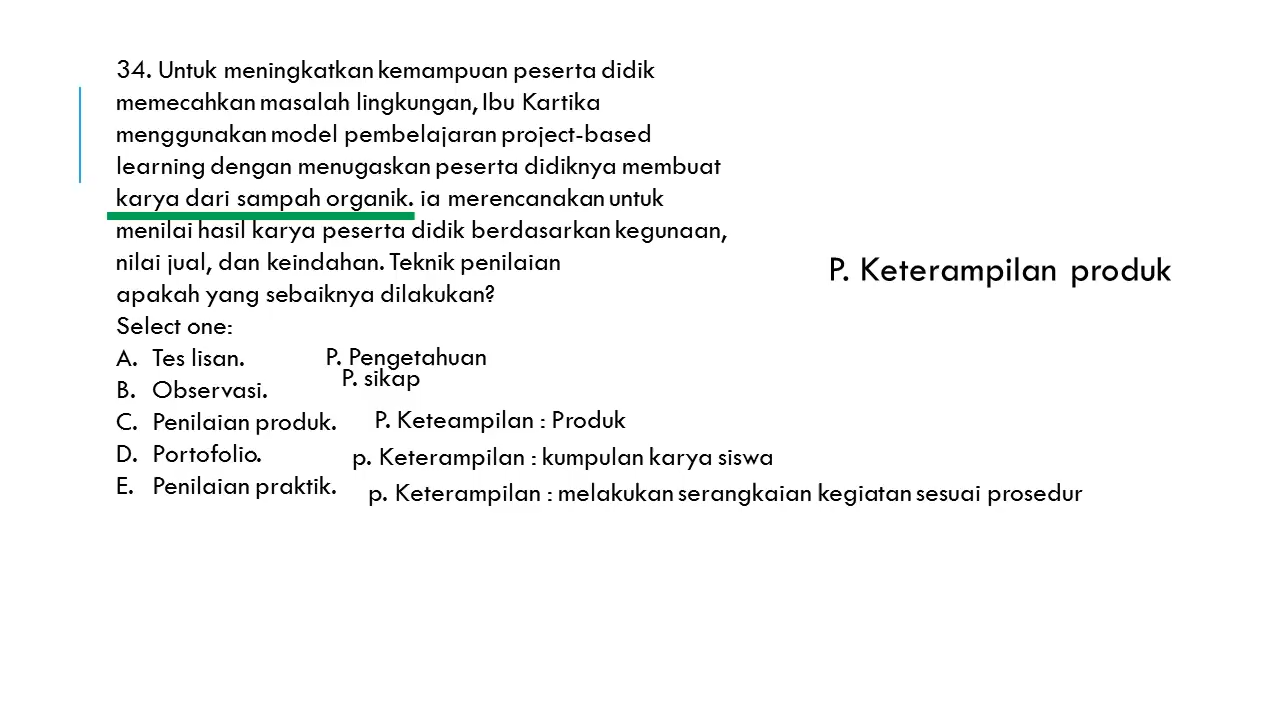 34. Untuk meningkatkan kemampuan peserta didik
memecahkan masalah lingkungan, Ibu Kartika
menggunakan model pembelajaran project-based
learning dengan menugaskan peserta didiknya membuat
karya dari sampah organik. ia merencanakan untuk
menilai hasil karya peserta didik berdasarkan kegunaan,
nilai jual, dan keindahan. Teknik penilaian
apakah yang sebaiknya dilakukan?
Select one:
A. Tes lisan.
P. Pengetahuan
B. Observasi.
P. sikap
C. Penilaian produk.
P. Keteampilan : Produk
D. Portofolio.
p. Keterampilan : kumpulan karya siswa
E. Penilaian praktik.
p. Keterampilan : melakukan serangkaian kegiatan sesuai prosedur
P. Keterampilan produk